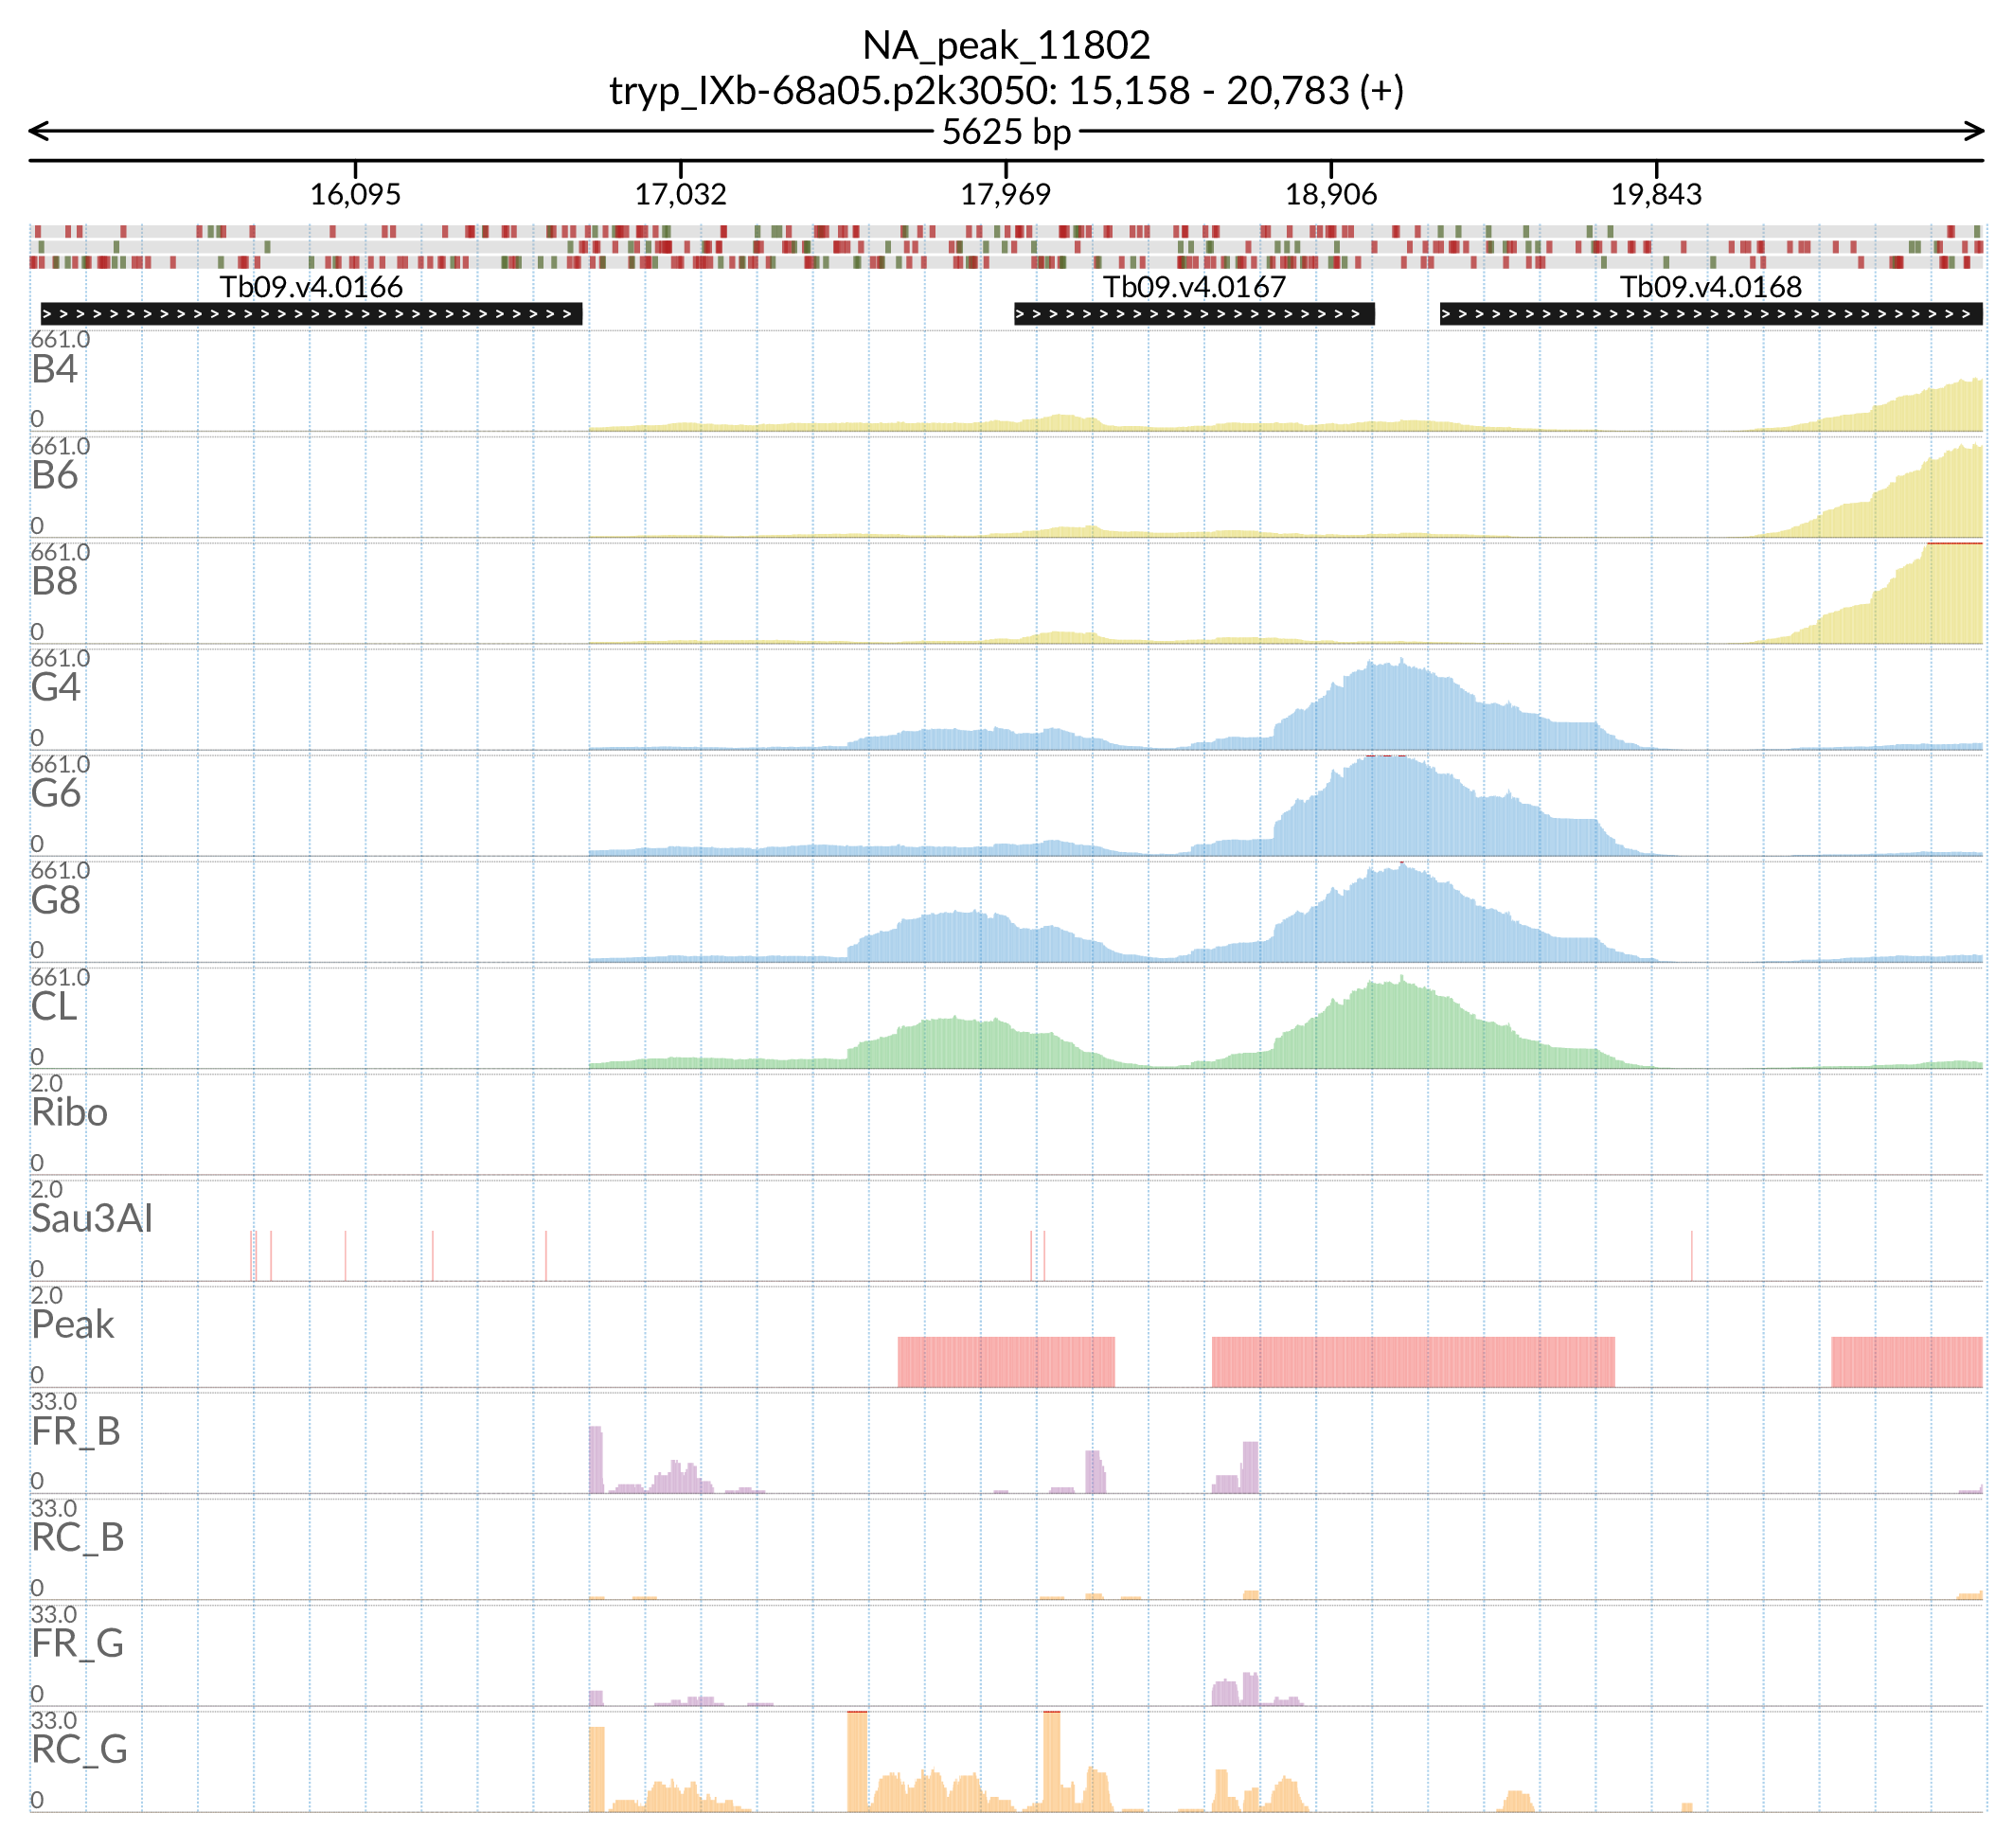 NA_peak_11802
tryp_IXb-68a05.p2k3050: 15,158 - 20,783 (+)
5625 bp
16,095 17,032 17,969 18,906 19,843
Tb09.v4.0166 Tb09.v4.0167 Tb09.v4.0168
661.0
B4
0
661.0
B6
0
661.0
B8
0
661.0
G4
0
661.0
G6
0
661.0
G8
0
661.0
CL
0
2.0
Ribo
0
2.0
Sau3AI
0
2.0
Peak
0
33.0
FR_B
0
33.0
RC_B
0
33.0
FR_G
0
33.0
RC_G
0